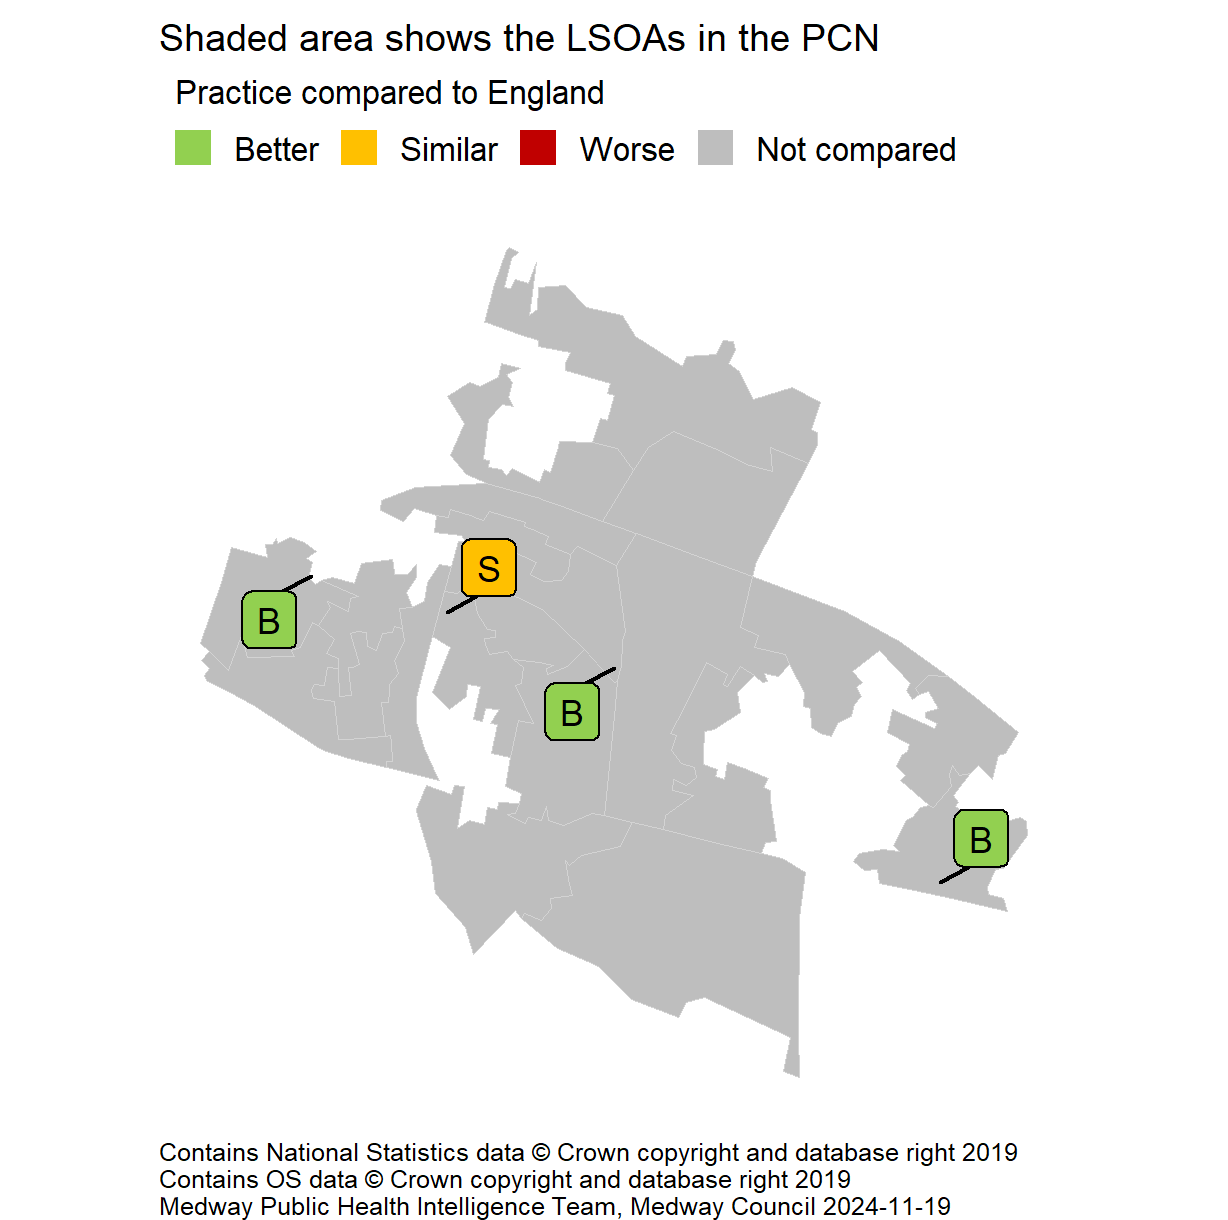 Shaded area shows the LSOAs in the PCN
Practice compared to England
Better Similar Worse Not compared
S
B
B
B
Contains National Statistics data © Crown copyright and database right 2019
Contains OS data © Crown copyright and database right 2019
Medway Public Health Intelligence Team, Medway Council 2024-11-19